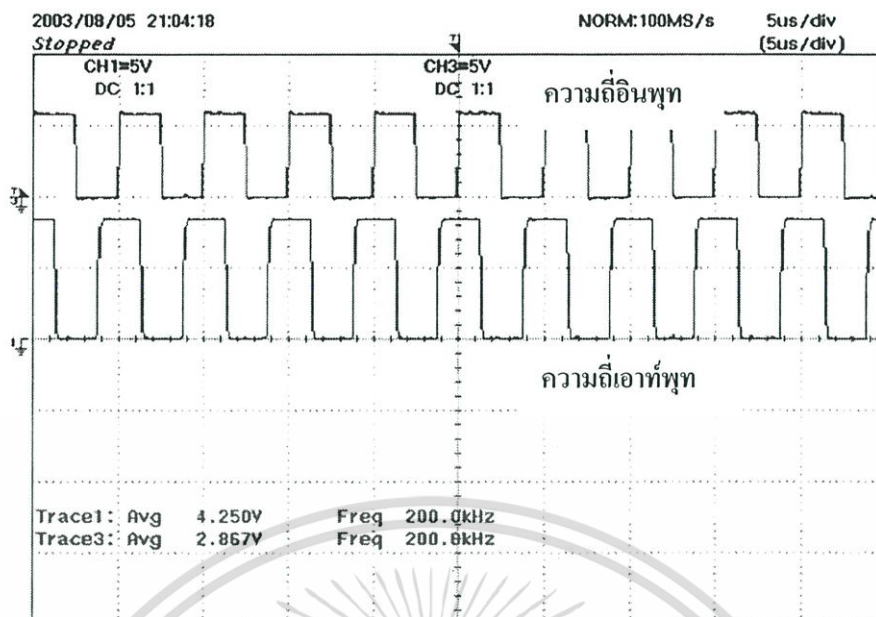 2003/08/05 21:04:18 NORM:100MS/s 5us/div
Stopped (5us/div)
CH1=5V CH3=5V
DC 1:1 DC 1:1
ความถี่อินพุท
ความถี่เอาท์พุท
Trace1: Avg 4.250V Freq 200.0kHz
Trace3: Avg 2.867V Freq 200.0kHz